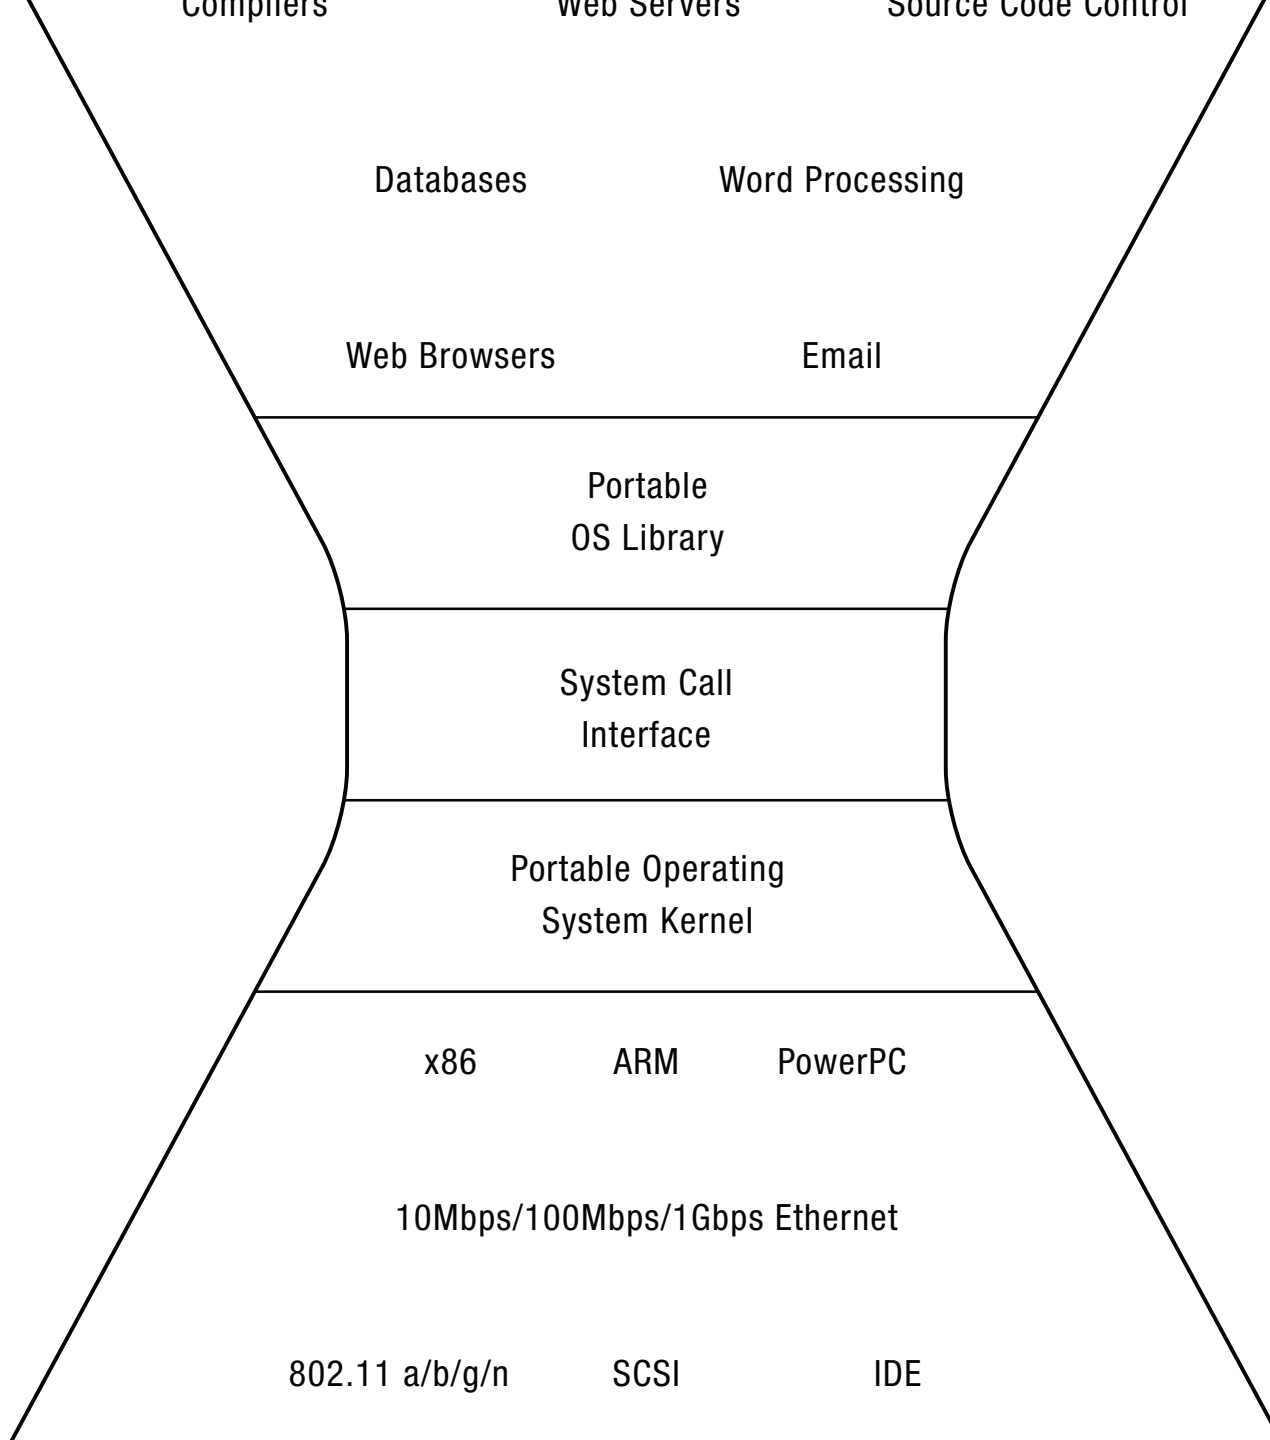 Compilers Web Servers Source Code Control
Databases Word Processing
Web Browsers Email
Portable
OS Library
System Call
Interface
Portable Operating
System Kernel
x86 ARM PowerPC
10Mbps/100Mbps/1Gbps Ethernet
802.11 a/b/g/n SCSI IDE